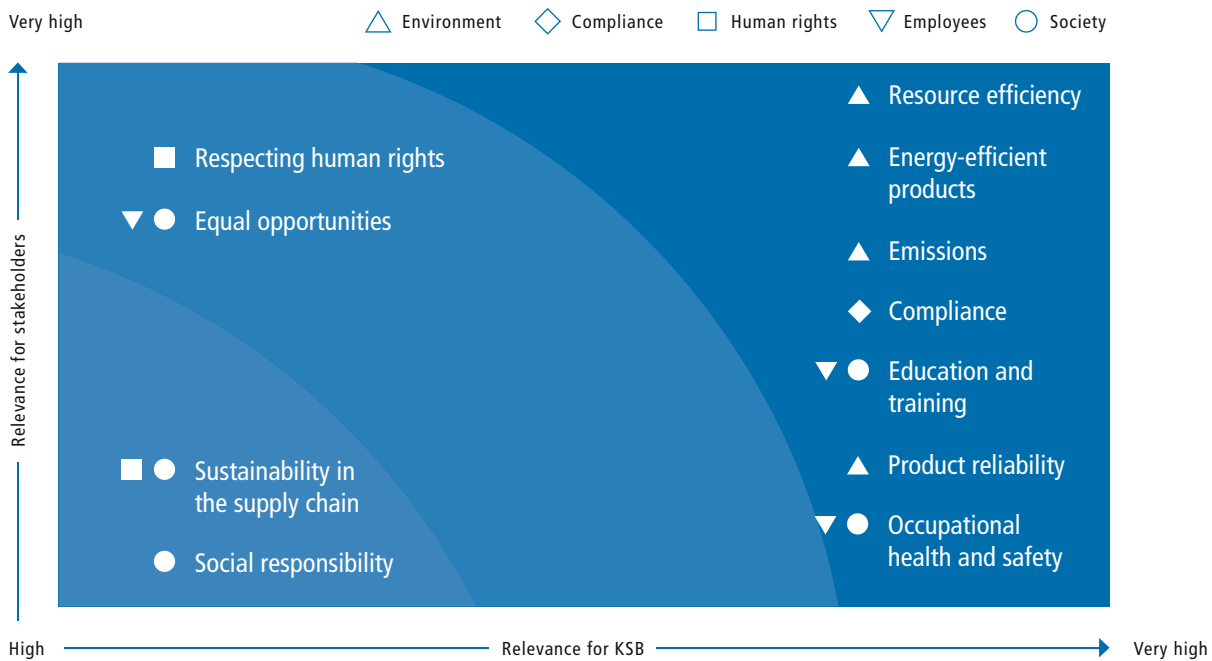 Very high
Environment
Compliance
Human rights
Employees
Society
Relevance for stakeholders
Respecting human rights
Equal opportunities
Sustainability in
the supply chain
Social responsibility
Resource efficiency
Energy-efficient
products
Emissions
Compliance
Education and
training
Product reliability
Occupational
health and safety
High
Relevance for KSB
Very high